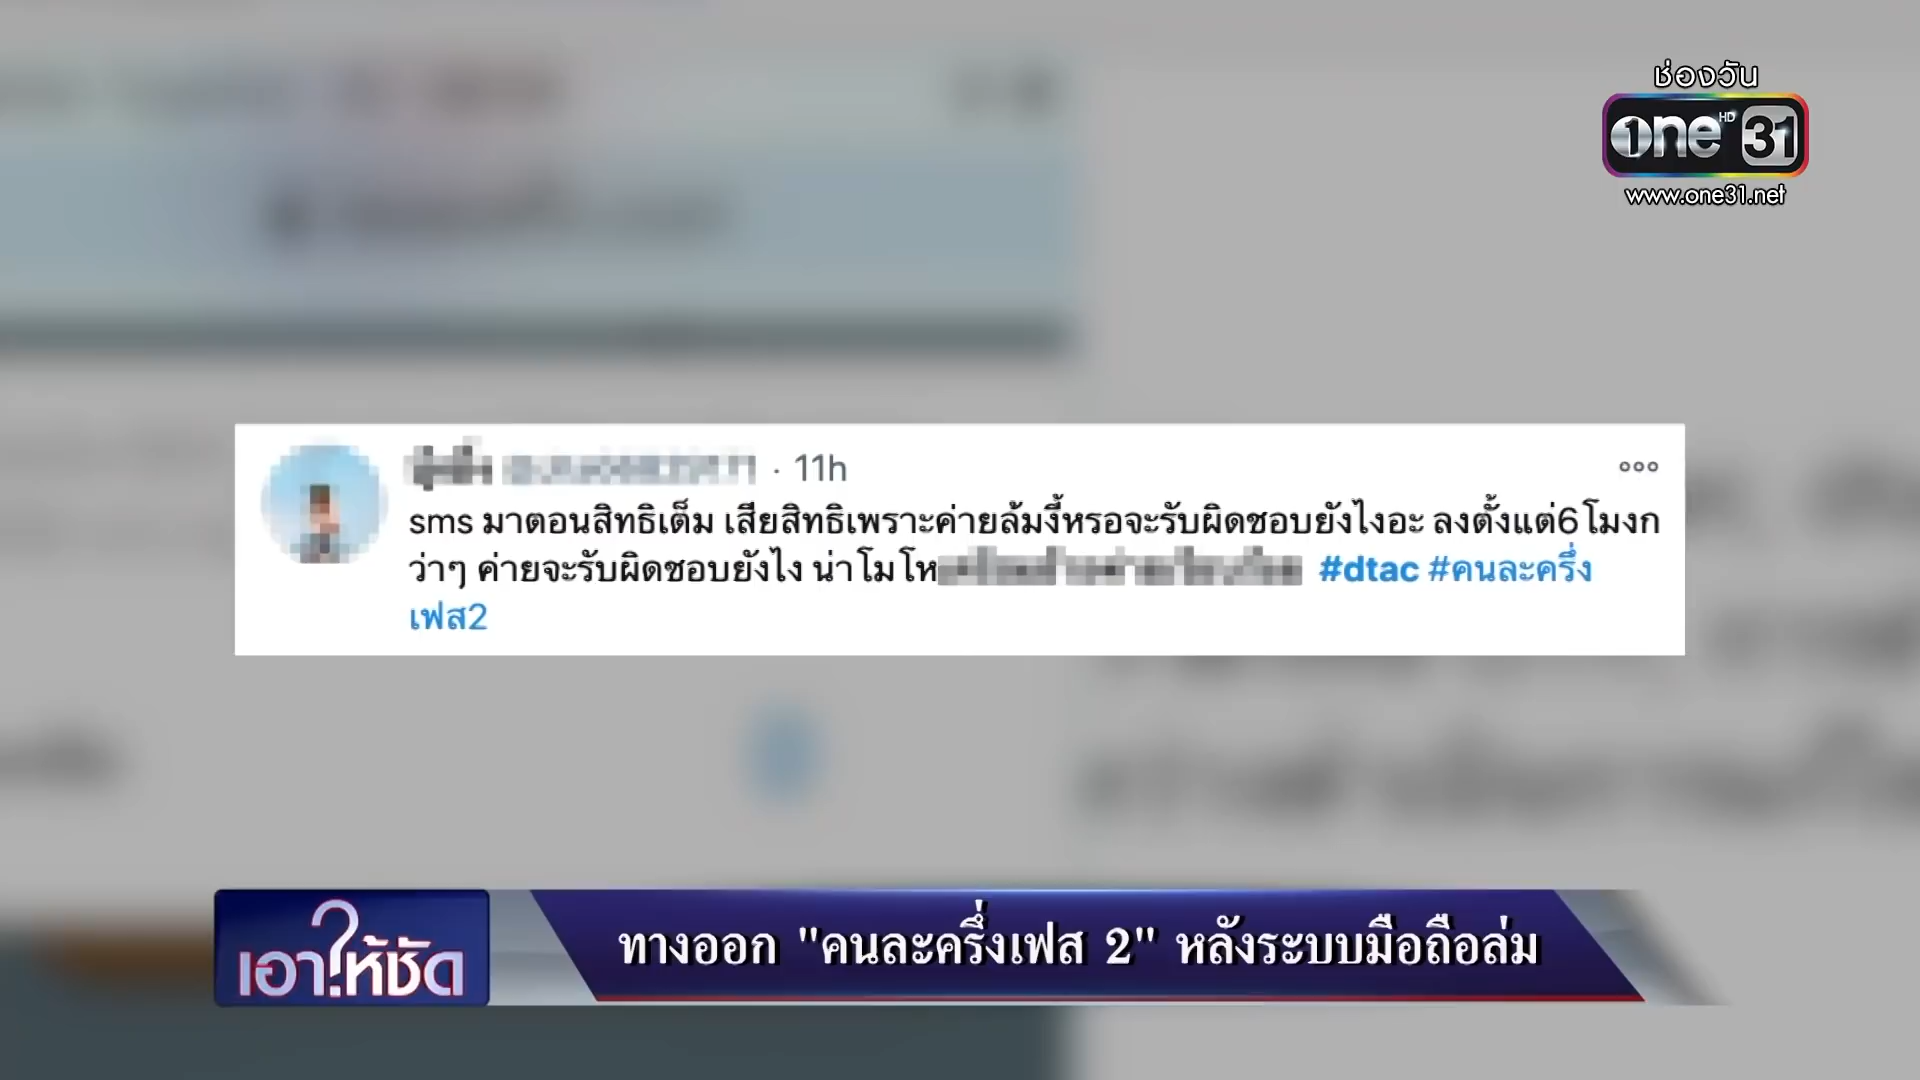 ช่องวัน
one HD 31
www.one31.net
· 11h
sms มาตอนสิทธิเต็ม เสียสิทธิเพราะค่ายล้มงี้หรอจะรับผิดชอบยังไงอะ ลงตั้งแต่6โมงก
ว่าๆ ค่ายจะรับผิดชอบยังไง น่าโมโห #dtac #คนละครึ่ง
เฟส2
เอาให้ชัด
ทางออก "คนละครึ่งเฟส 2" หลังระบบมือถือล่ม